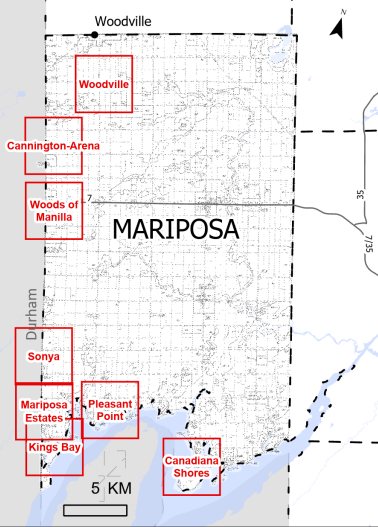 N
Woodville
Woodville
Cannington-Arena
Woods of
Manilla
7
35
MARIPOSA
7/35
Durham
Sonya
Mariposa
Estates
Pleasant
Point
Kings Bay
Canadiana
Shores
5 KM